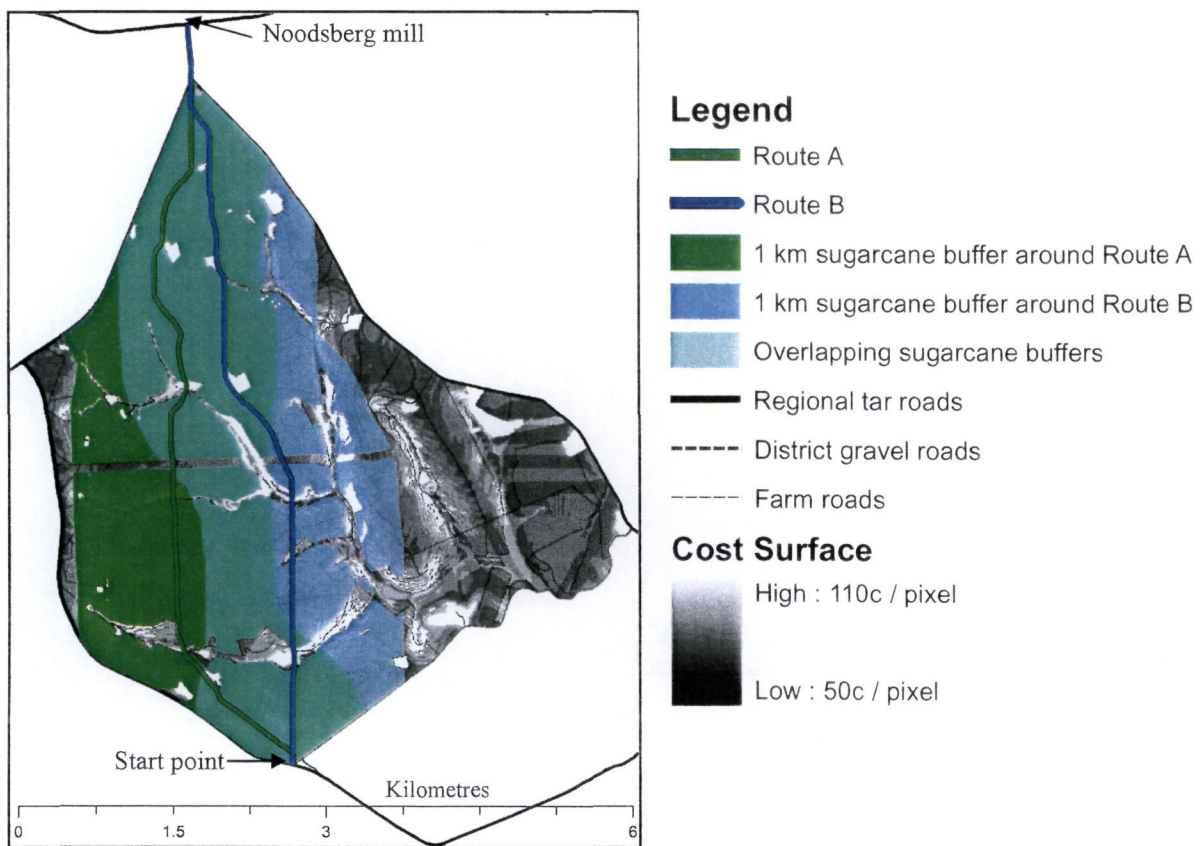 Noodsberg mill
Start point
Kilometres
0 1.5 3 6
Legend
Route A
Route B
1 km sugarcane buffer around Route A
1 km sugarcane buffer around Route B
Overlapping sugarcane buffers
Regional tar roads
District gravel roads
Farm roads
Cost Surface
High : 110c / pixel
Low : 50c / pixel